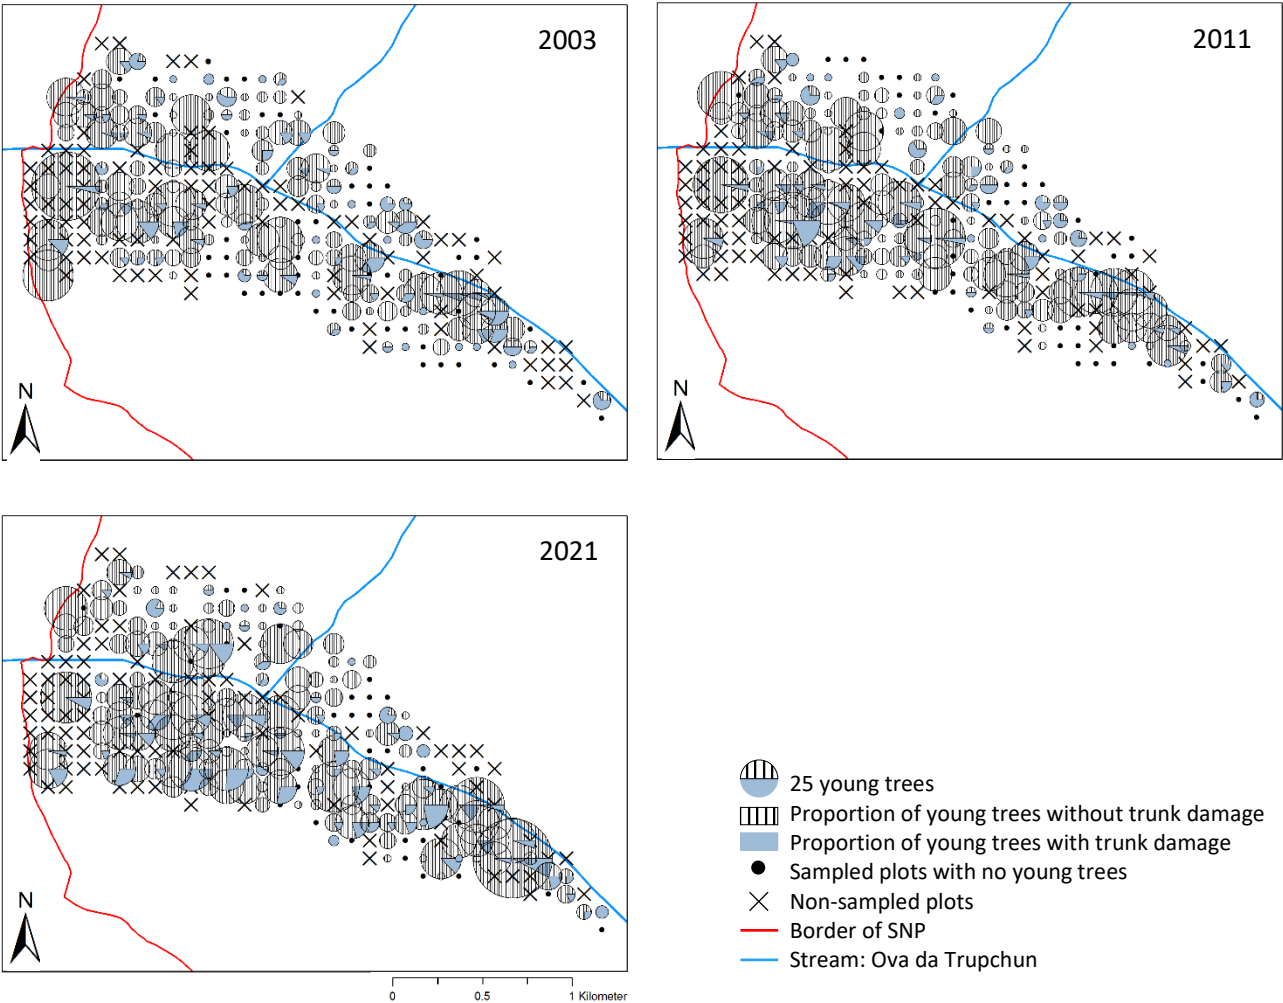 2003
N
2011
N
2021
N
0 0.5 1 Kilometer
25 young trees
Proportion of young trees without trunk damage
Proportion of young trees with trunk damage
Sampled plots with no young trees
Non-sampled plots
Border of SNP
Stream: Ova da Trupchun